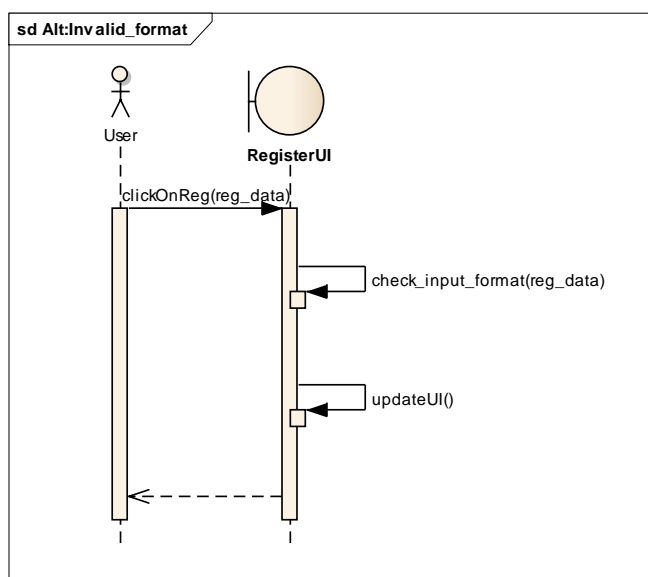 sd Alt:Invalid_format
User
RegisterUI
clickOnReg(reg_data)
check_input_format(reg_data)
updateUI()